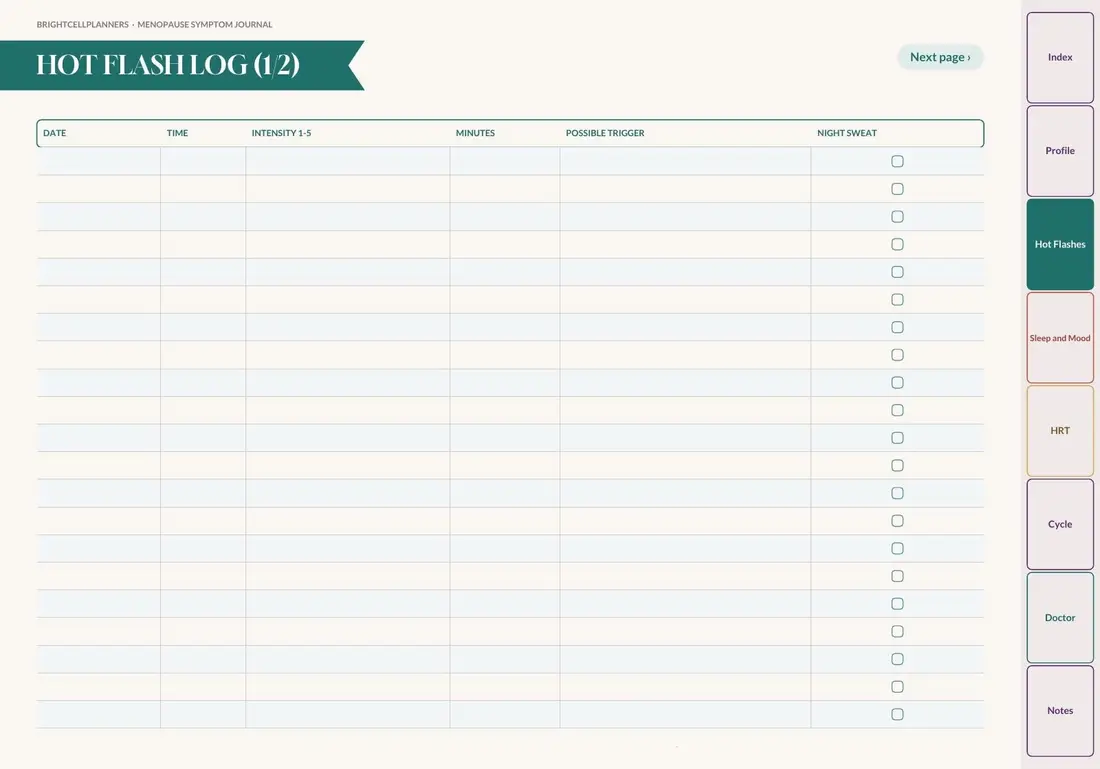 BRIGHTCELLPLANNERS · MENOPAUSE SYMPTOM JOURNAL
HOT FLASH LOG (1/2)
Next page ›
DATE TIME INTENSITY 1-5 MINUTES POSSIBLE TRIGGER NIGHT SWEAT
Index
Profile
Hot Flashes
Sleep and Mood
HRT
Cycle
Doctor
Notes